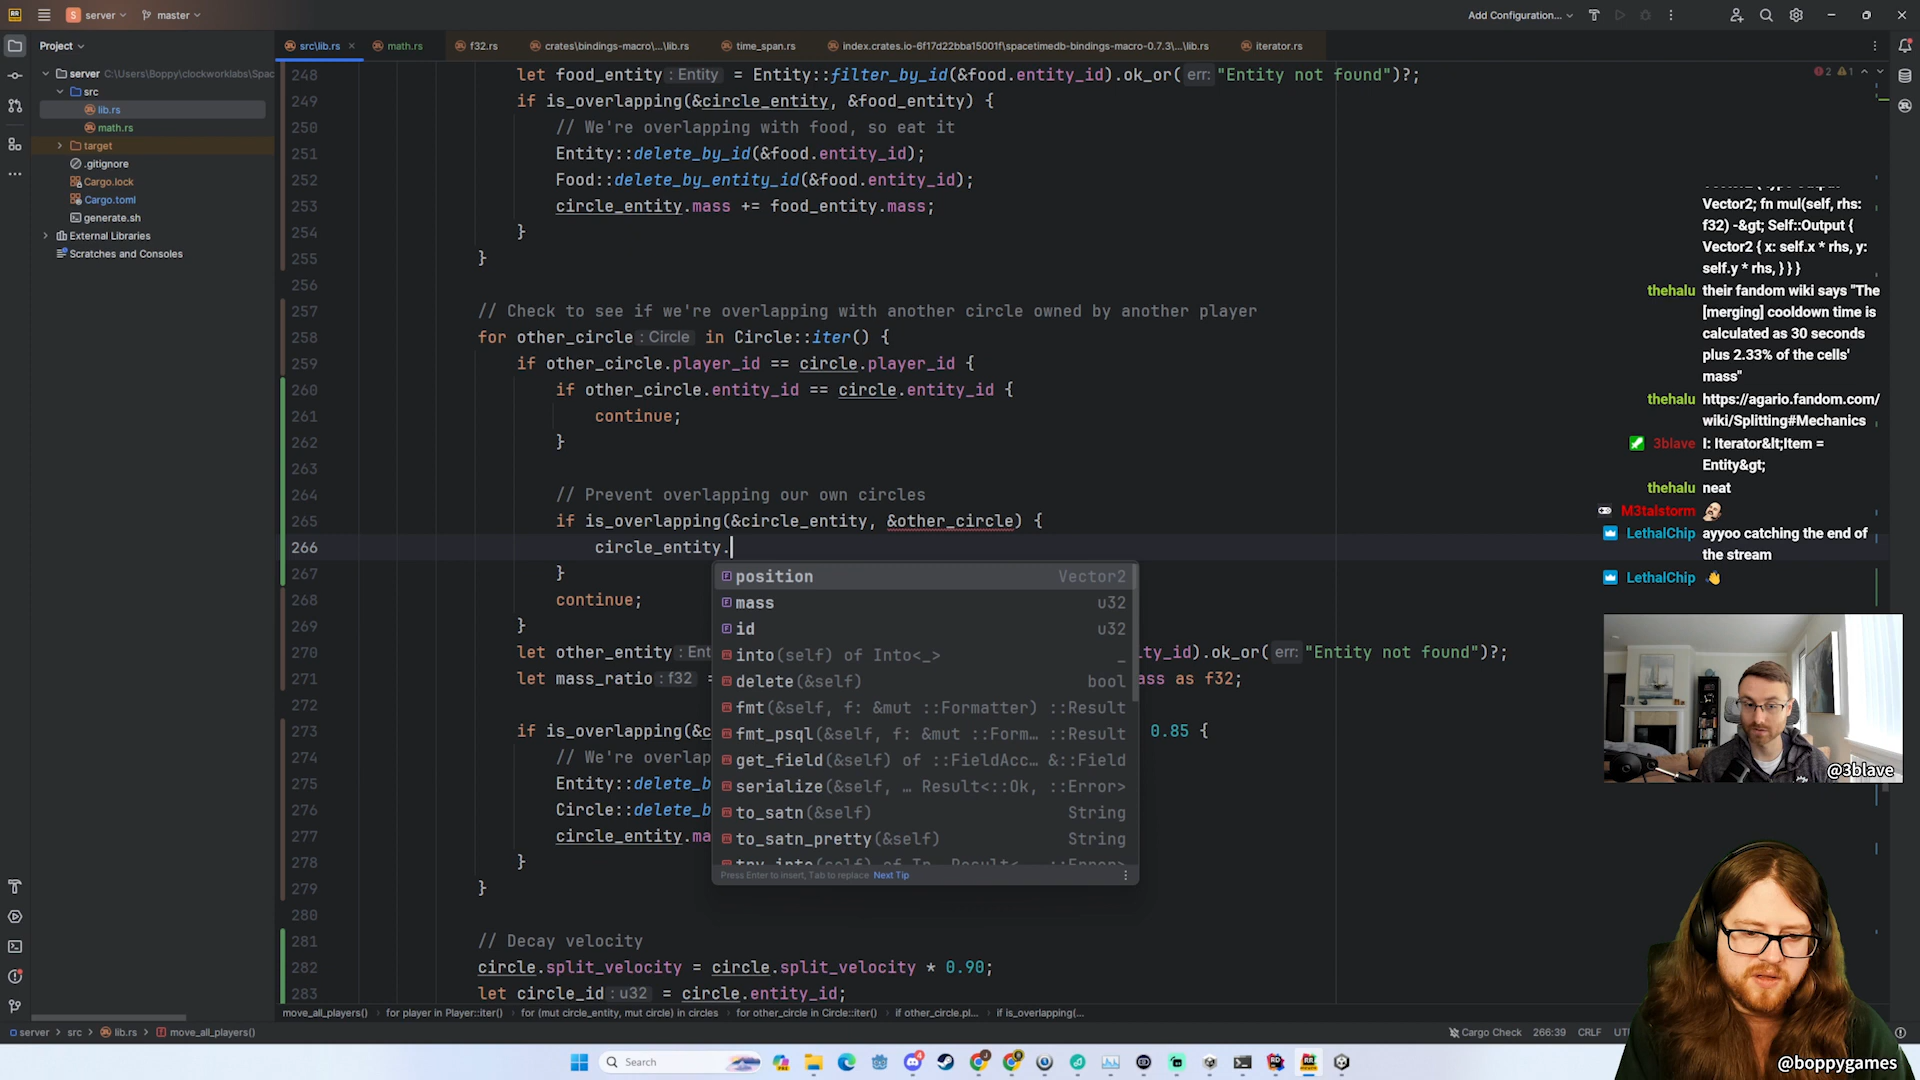 server
master
Add Configuration...
Project
src\lib.rs
math.rs
f32.rs
crates\bindings-macro\...\lib.rs
time_span.rs
index.crates.io-6f17d22bba15001f\spacetimedb-bindings-macro-0.7.3\...\lib.rs
iterator.rs
server C:\Users\Boppy\clockworklabs\Spac
src
lib.rs
math.rs
target
.gitignore
Cargo.lock
Cargo.toml
generate.sh
External Libraries
Scratches and Consoles
2 1
248 let food_entity : Entity = Entity::filter_by_id(&food.entity_id).ok_or( err: "Entity not found")?;
249 if is_overlapping(&circle_entity, &food_entity) {
250 // We're overlapping with food, so eat it
251 Entity::delete_by_id(&food.entity_id);
252 Food::delete_by_entity_id(&food.entity_id);
253 circle_entity.mass += food_entity.mass;
254 }
255 }
256
257 // Check to see if we're overlapping with another circle owned by another player
258 for other_circle : Circle in Circle::iter() {
259 if other_circle.player_id == circle.player_id {
260 if other_circle.entity_id == circle.entity_id {
261 continue;
262 }
263
264 // Prevent overlapping our own circles
265 if is_overlapping(&circle_entity, &other_circle) {
266 circle_entity.
267 }
268 continue;
269 }
270 let other_entity : Ent ty_id).ok_or( err: "Entity not found")?;
271 let mass_ratio : f32 = ass as f32;
272
273 if is_overlapping(&c 0.85 {
274 // We're overlap
275 Entity::delete_b
276 Circle::delete_b
277 circle_entity.ma
278 }
279 }
280
281 // Decay velocity
282 circle.split_velocity = circle.split_velocity * 0.90;
283 let circle_id : u32 = circle.entity_id;
position Vector2
mass u32
id u32
into(self) of Into<_> _
delete(&self) bool
fmt(&self, f: &mut ::Formatter) ::Result
fmt_psql(&self, f: &mut ::Form... ::Result
get_field(&self) of ::FieldAcc... &::Field
serialize(&self, … Result<::Ok, ::Error>
to_satn(&self) String
to_satn_pretty(&self) String
try_into(self) of In… Result<… ::Error>
Press Enter to insert, Tab to replace Next Tip
Vector2; fn mul(self, rhs:
f32) -&gt; Self::Output {
Vector2 { x: self.x * rhs, y:
self.y * rhs, } } }
thehalu their fandom wiki says "The
[merging] cooldown time is
calculated as 30 seconds
plus 2.33% of the cells'
mass"
thehalu https://agario.fandom.com/
wiki/Splitting#Mechanics
3blave I: Iterator&lt;Item =
Entity&gt;
thehalu neat
M3talstorm
LethalChip ayyoo catching the end of
the stream
LethalChip
@3blave
move_all_players() for player in Player::iter() for (mut circle_entity, mut circle) in circles for other_circle in Circle::iter() if other_circle.pl... if is_overlapping(...
server src lib.rs move_all_players()
Cargo Check 266:39 CRLF
Search
@boppygames